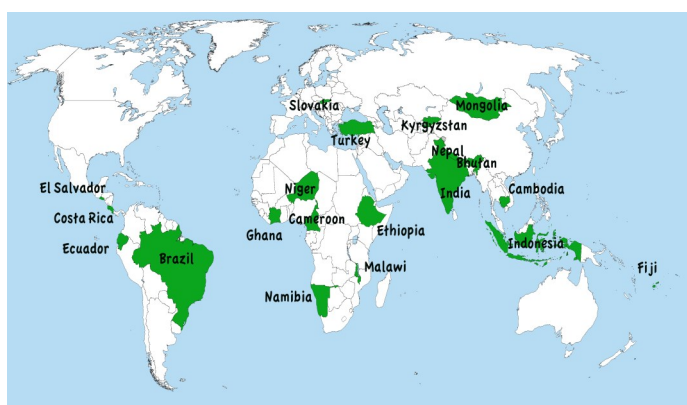 Slovakia
Mongolia
Kyrgyzstan
Turkey
Nepal
Bhutan
El Salvador
Niger
India
Cambodia
Costa Rica
Cameroon
Ghana
Ethiopia
Ecuador
Indonesia
Brazil
Malawi
Fiji
Namibia